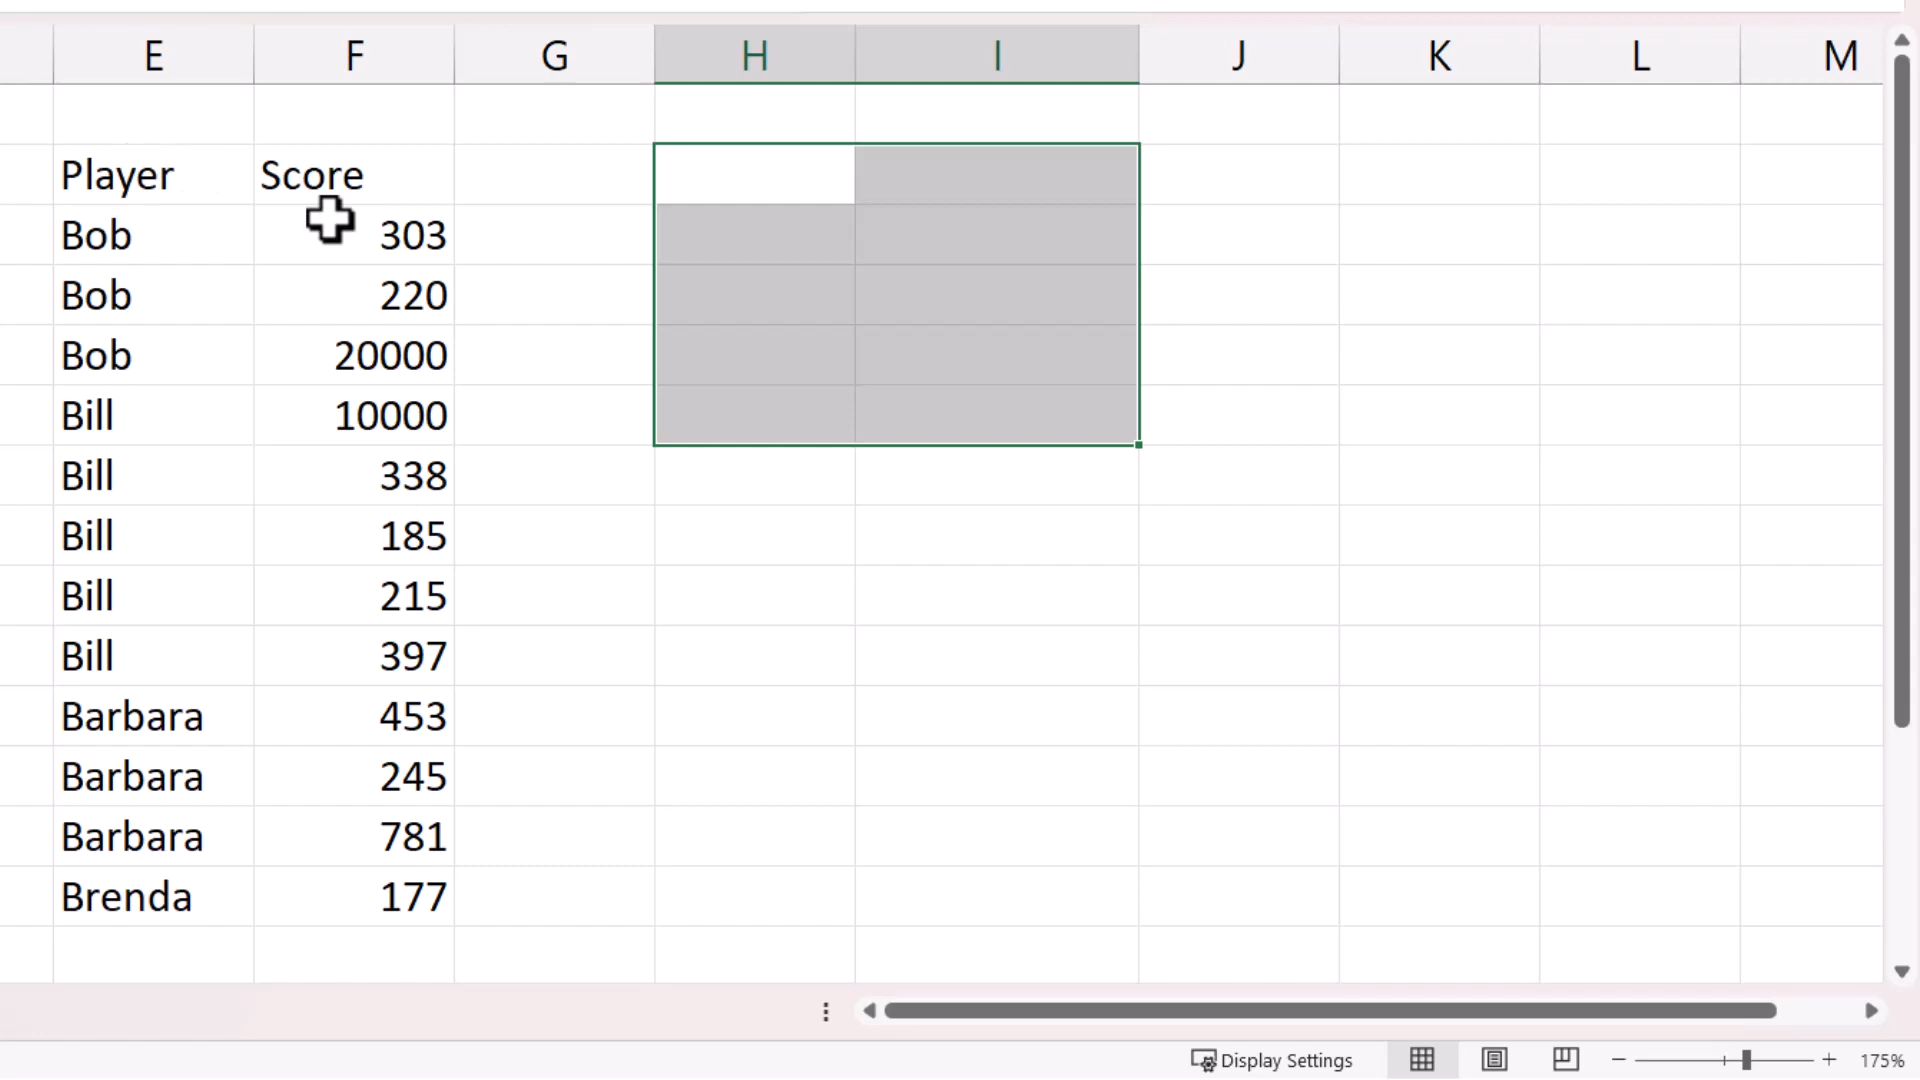 E F G H I J K L M
Player Score
Bob 303
Bob 220
Bob 20000
Bill 10000
Bill 338
Bill 185
Bill 215
Bill 397
Barbara 453
Barbara 245
Barbara 781
Brenda 177
Display Settings 175%